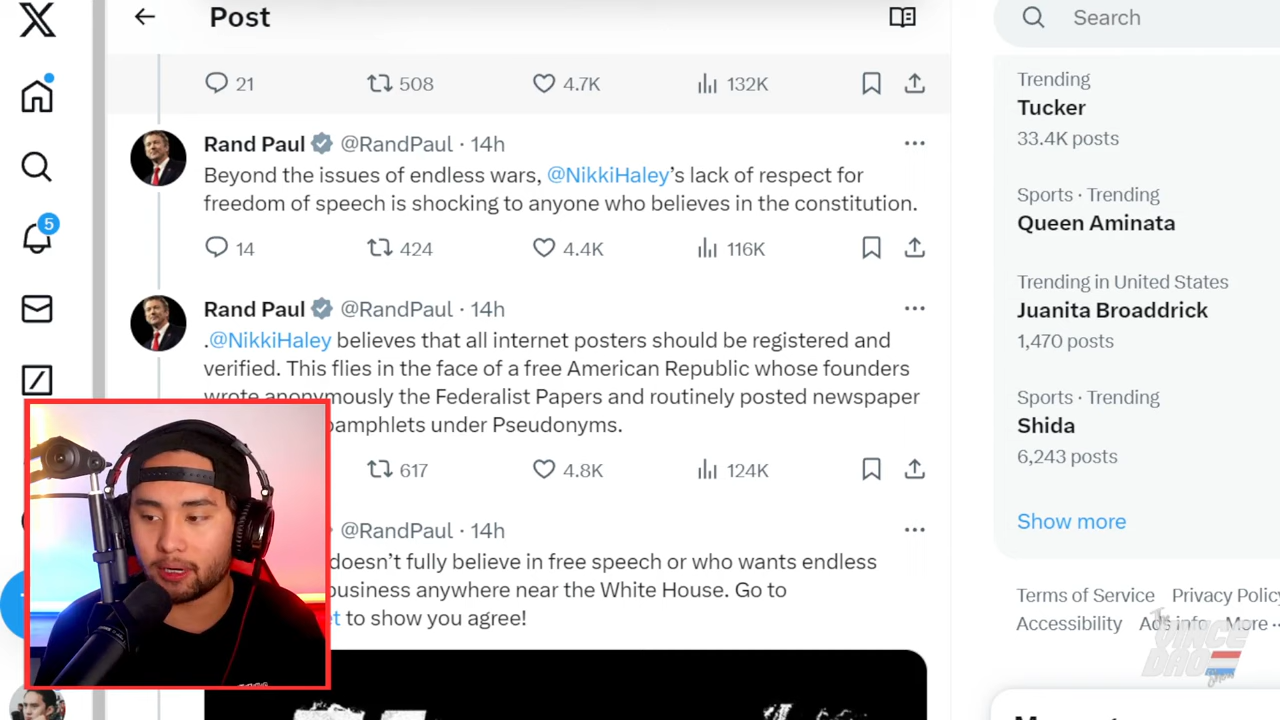 Post
Search
21 508 4.7K 132K
Rand Paul @RandPaul · 14h
Beyond the issues of endless wars, @NikkiHaley’s lack of respect for
freedom of speech is shocking to anyone who believes in the constitution.
14 424 4.4K 116K
Rand Paul @RandPaul · 14h
.@NikkiHaley believes that all internet posters should be registered and
verified. This flies in the face of a free American Republic whose founders
wrote anonymously the Federalist Papers and routinely posted newspaper
pamphlets under Pseudonyms.
617 4.8K 124K
@RandPaul · 14h
doesn’t fully believe in free speech or who wants endless
business anywhere near the White House. Go to
to show you agree!
5
Trending
Tucker
33.4K posts
Sports · Trending
Queen Aminata
Trending in United States
Juanita Broaddrick
1,470 posts
Sports · Trending
Shida
6,243 posts
Show more
Terms of Service Privacy Policy
Accessibility Ads info More ··
The
VINCE
DAO
Show